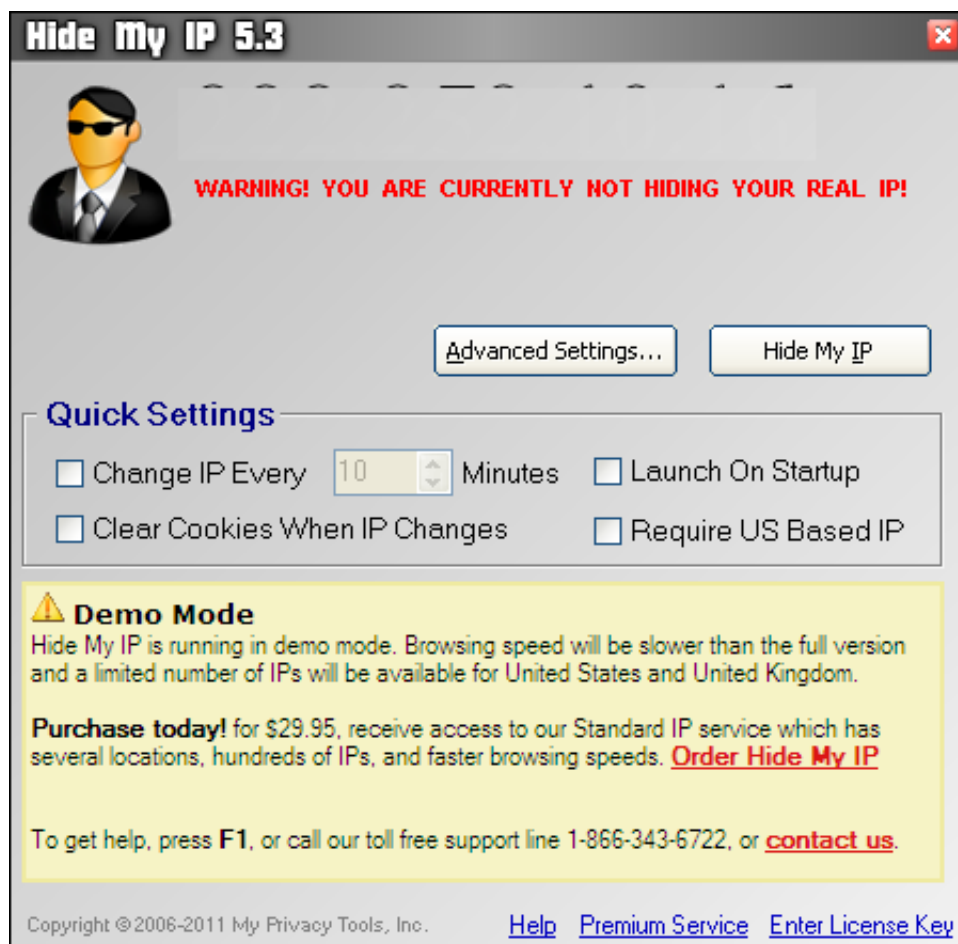 Hide My IP 5.3
WARNING! YOU ARE CURRENTLY NOT HIDING YOUR REAL IP!
Advanced Settings... Hide My IP
Quick Settings
Change IP Every 10 Minutes Launch On Startup
Clear Cookies When IP Changes Require US Based IP
Demo Mode
Hide My IP is running in demo mode. Browsing speed will be slower than the full version
and a limited number of IPs will be available for United States and United Kingdom.
Purchase today! for $29.95, receive access to our Standard IP service which has
several locations, hundreds of IPs, and faster browsing speeds. Order Hide My IP
To get help, press F1, or call our toll free support line 1-866-343-6722, or contact us.
Copyright © 2006-2011 My Privacy Tools, Inc. Help Premium Service Enter License Key